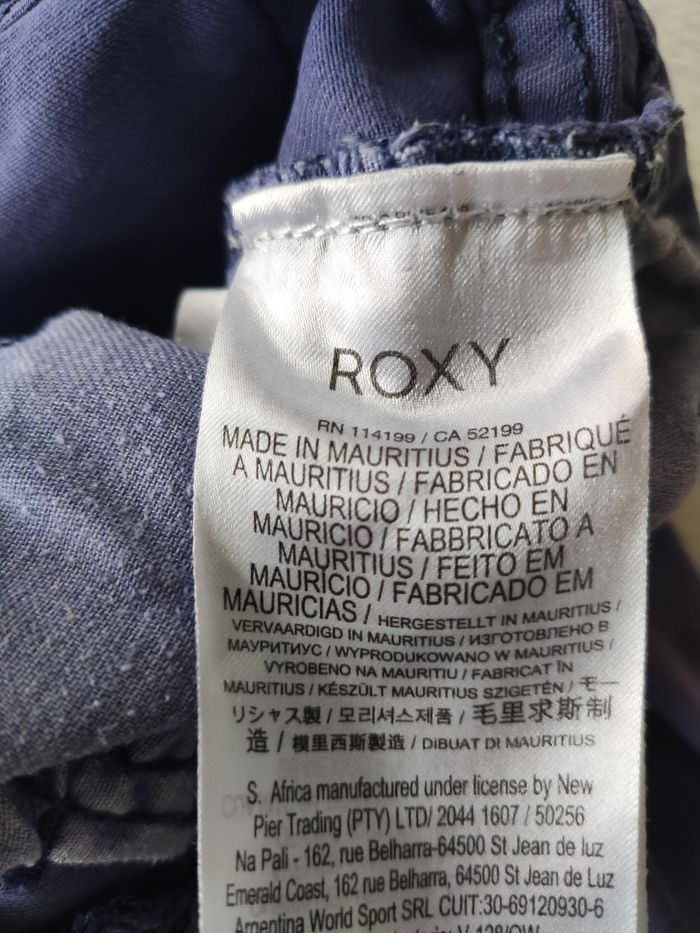 ROXY
RN 114199 / CA 52199
MADE IN MAURITIUS / FABRIQUÉ
A MAURITIUS / FABRICADO EN
MAURICIO / HECHO EN
MAURICIO / FABBRICATO A
MAURITIUS / FEITO EM
MAURÍCIO / FABRICADO EM
MAURICIAS / HERGESTELLT IN MAURITIUS /
VERVAARDIGD IN MAURITIUS / ИЗГОТОВЛЕНО В
МАУРИТИУС / WYPRODUKOWANO W MAURITIUS /
VYROBENO NA MAURITIU / FABRICAT ÎN
MAURITIUS / KÉSZÜLT MAURITIUS SZIGETÉN / モー
リシャス製 / 모리셔스제품 / 毛里求斯制
造 / 模里西斯製造 / DIBUAT DI MAURITIUS
S. Africa manufactured under license by New
Pier Trading (PTY) LTD/ 2044 1607 / 50256
Na Pali - 162, rue Belharra-64500 St Jean de luz
Emerald Coast, 162 rue Belharra, 64500 St Jean de Luz
Argentina World Sport SRL CUIT:30-69120930-6